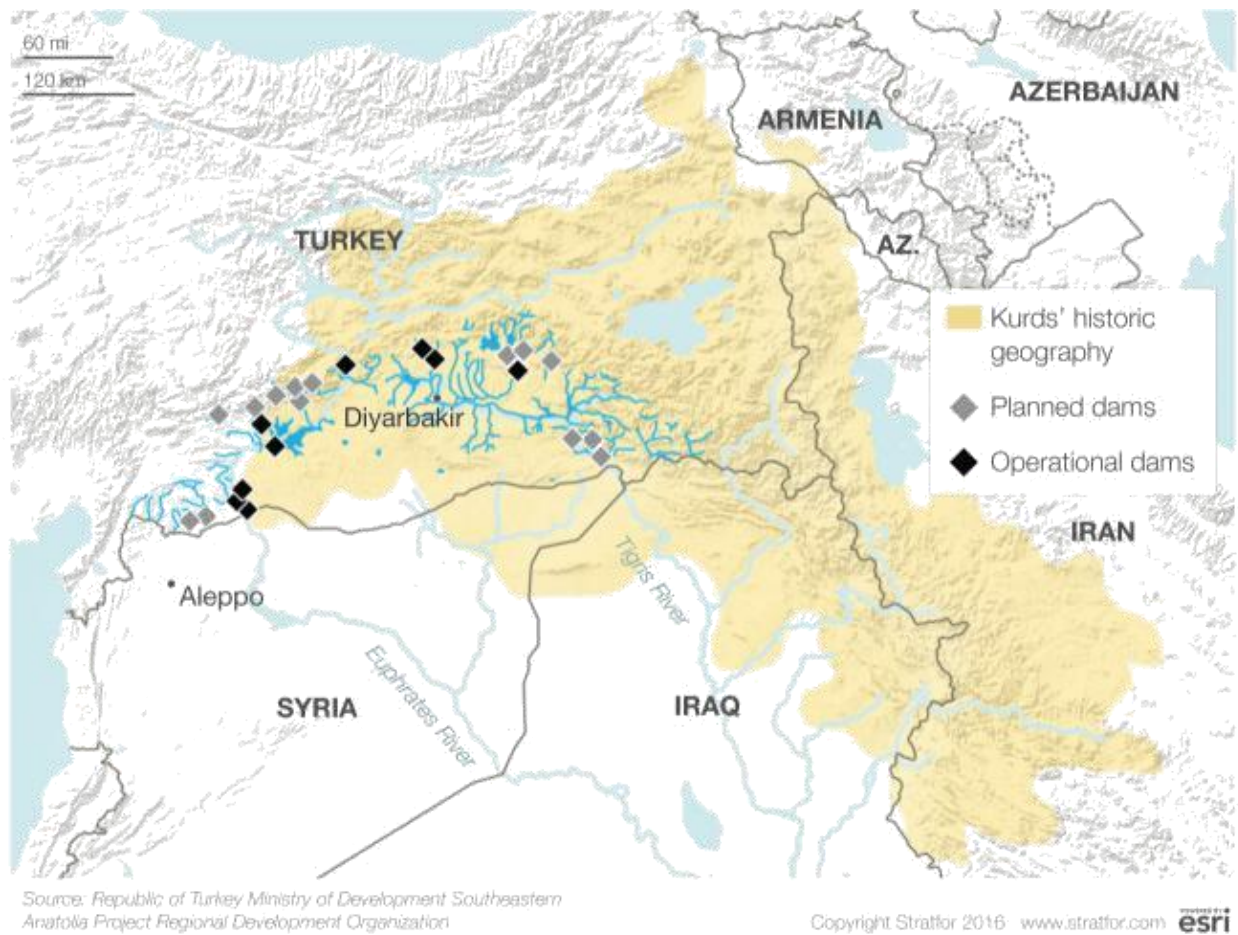 60 mi
120 km
AZERBAIJAN
ARMENIA
TURKEY
AZ.
Kurds' historic
geography
Planned dams
Operational dams
Diyarbakir
IRAN
Tigris River
Aleppo
Euphrates River
SYRIA
IRAQ
Source: Republic of Turkey Ministry of Development Southeastern
Anatolia Project Regional Development Organization
Copyright Stratfor 2016 www.stratfor.com
POWERED BY
esri